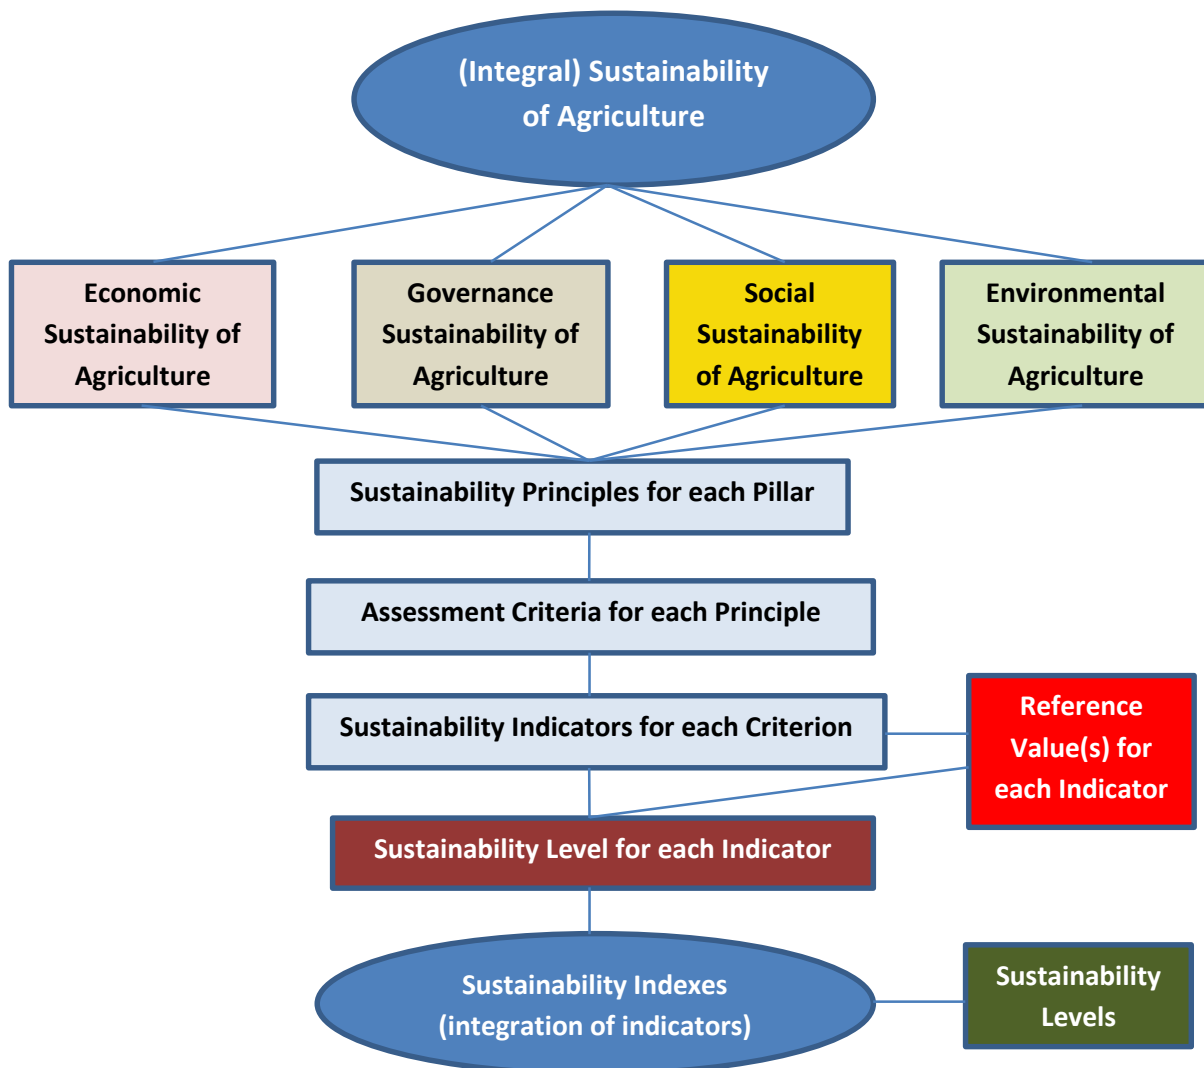 (Integral) Sustainability
of Agriculture
Economic
Sustainability of
Agriculture
Governance
Sustainability of
Agriculture
Social
Sustainability
of Agriculture
Environmental
Sustainability of
Agriculture
Sustainability Principles for each Pillar
Assessment Criteria for each Principle
Sustainability Indicators for each Criterion
Reference
Value(s) for
each Indicator
Sustainability Level for each Indicator
Sustainability Indexes
(integration of indicators)
Sustainability
Levels